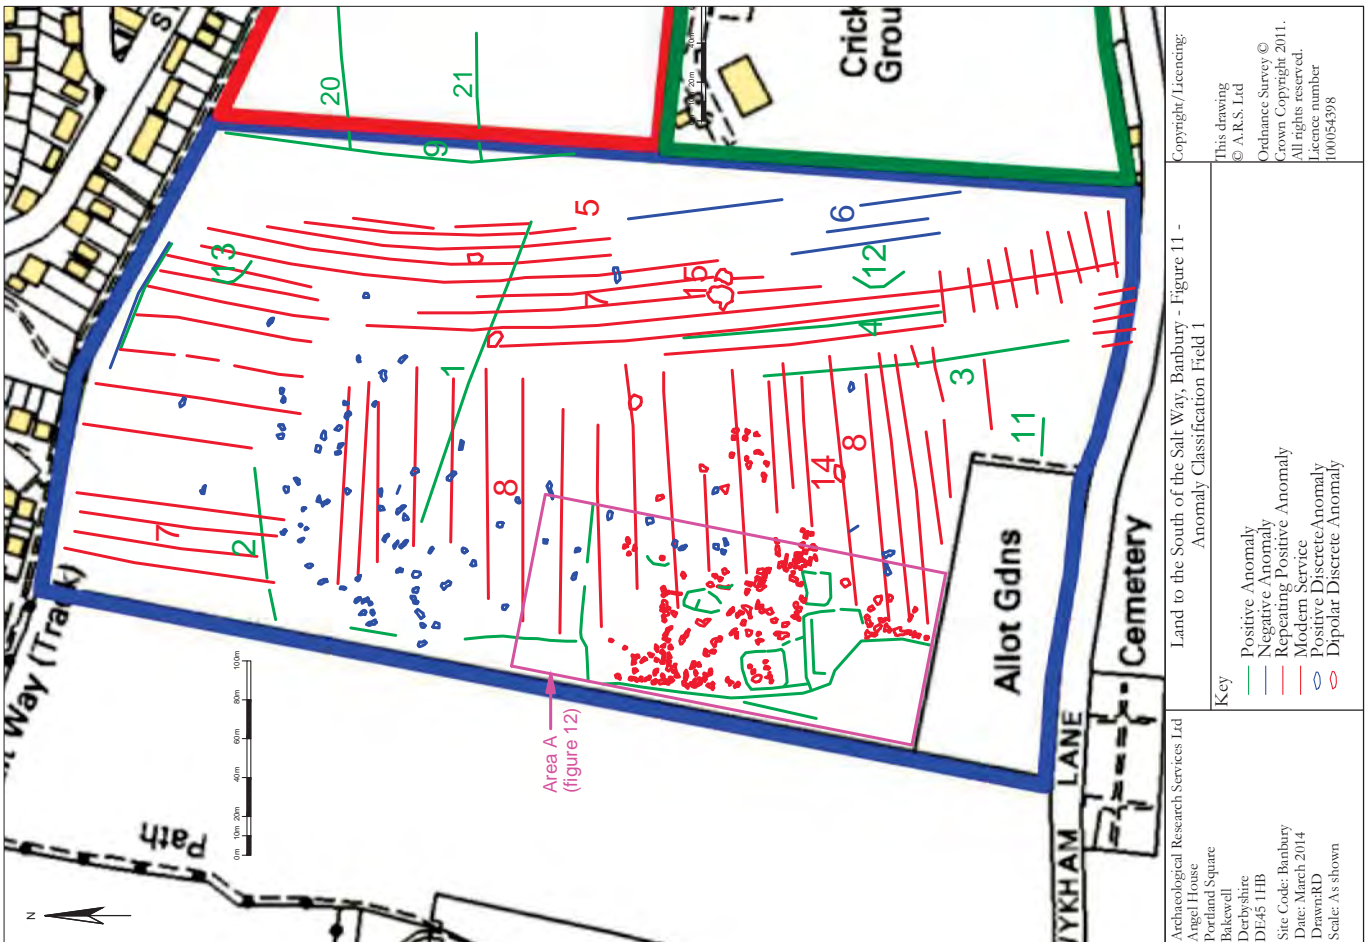 N
Path
nt Way (Track)
0m 10m 20m 40m 60m 80m 100m
Area A
(figure 12)
20
21
9
13
5
6
12
7
15
4
3
1
8
14
8
11
2
7
20m
40m
Crick
Grou
Allot Gdns
Cemetery
WYKHAM LANE
Archaeological Research Services Ltd
Angel House
Portland Square
Bakewell
Derbyshire
DE45 1HB
Site Code: Banbury
Date: March 2014
Drawn:RD
Scale: As shown
Land to the South of the Salt Way, Banbury - Figure 11 -
Anomaly Classification Field 1
Key
Positive Anomaly
Negative Anomaly
Repeating Positive Anomaly
Modern Service
Positive DiscreteAnomaly
Dipolar Discrete Anomaly
Copyright/Licencing:
This drawing
© A.R.S. Ltd
Ordnance Survey ©
Crown Copyright 2011.
All rights reserved.
Licence number
100054398